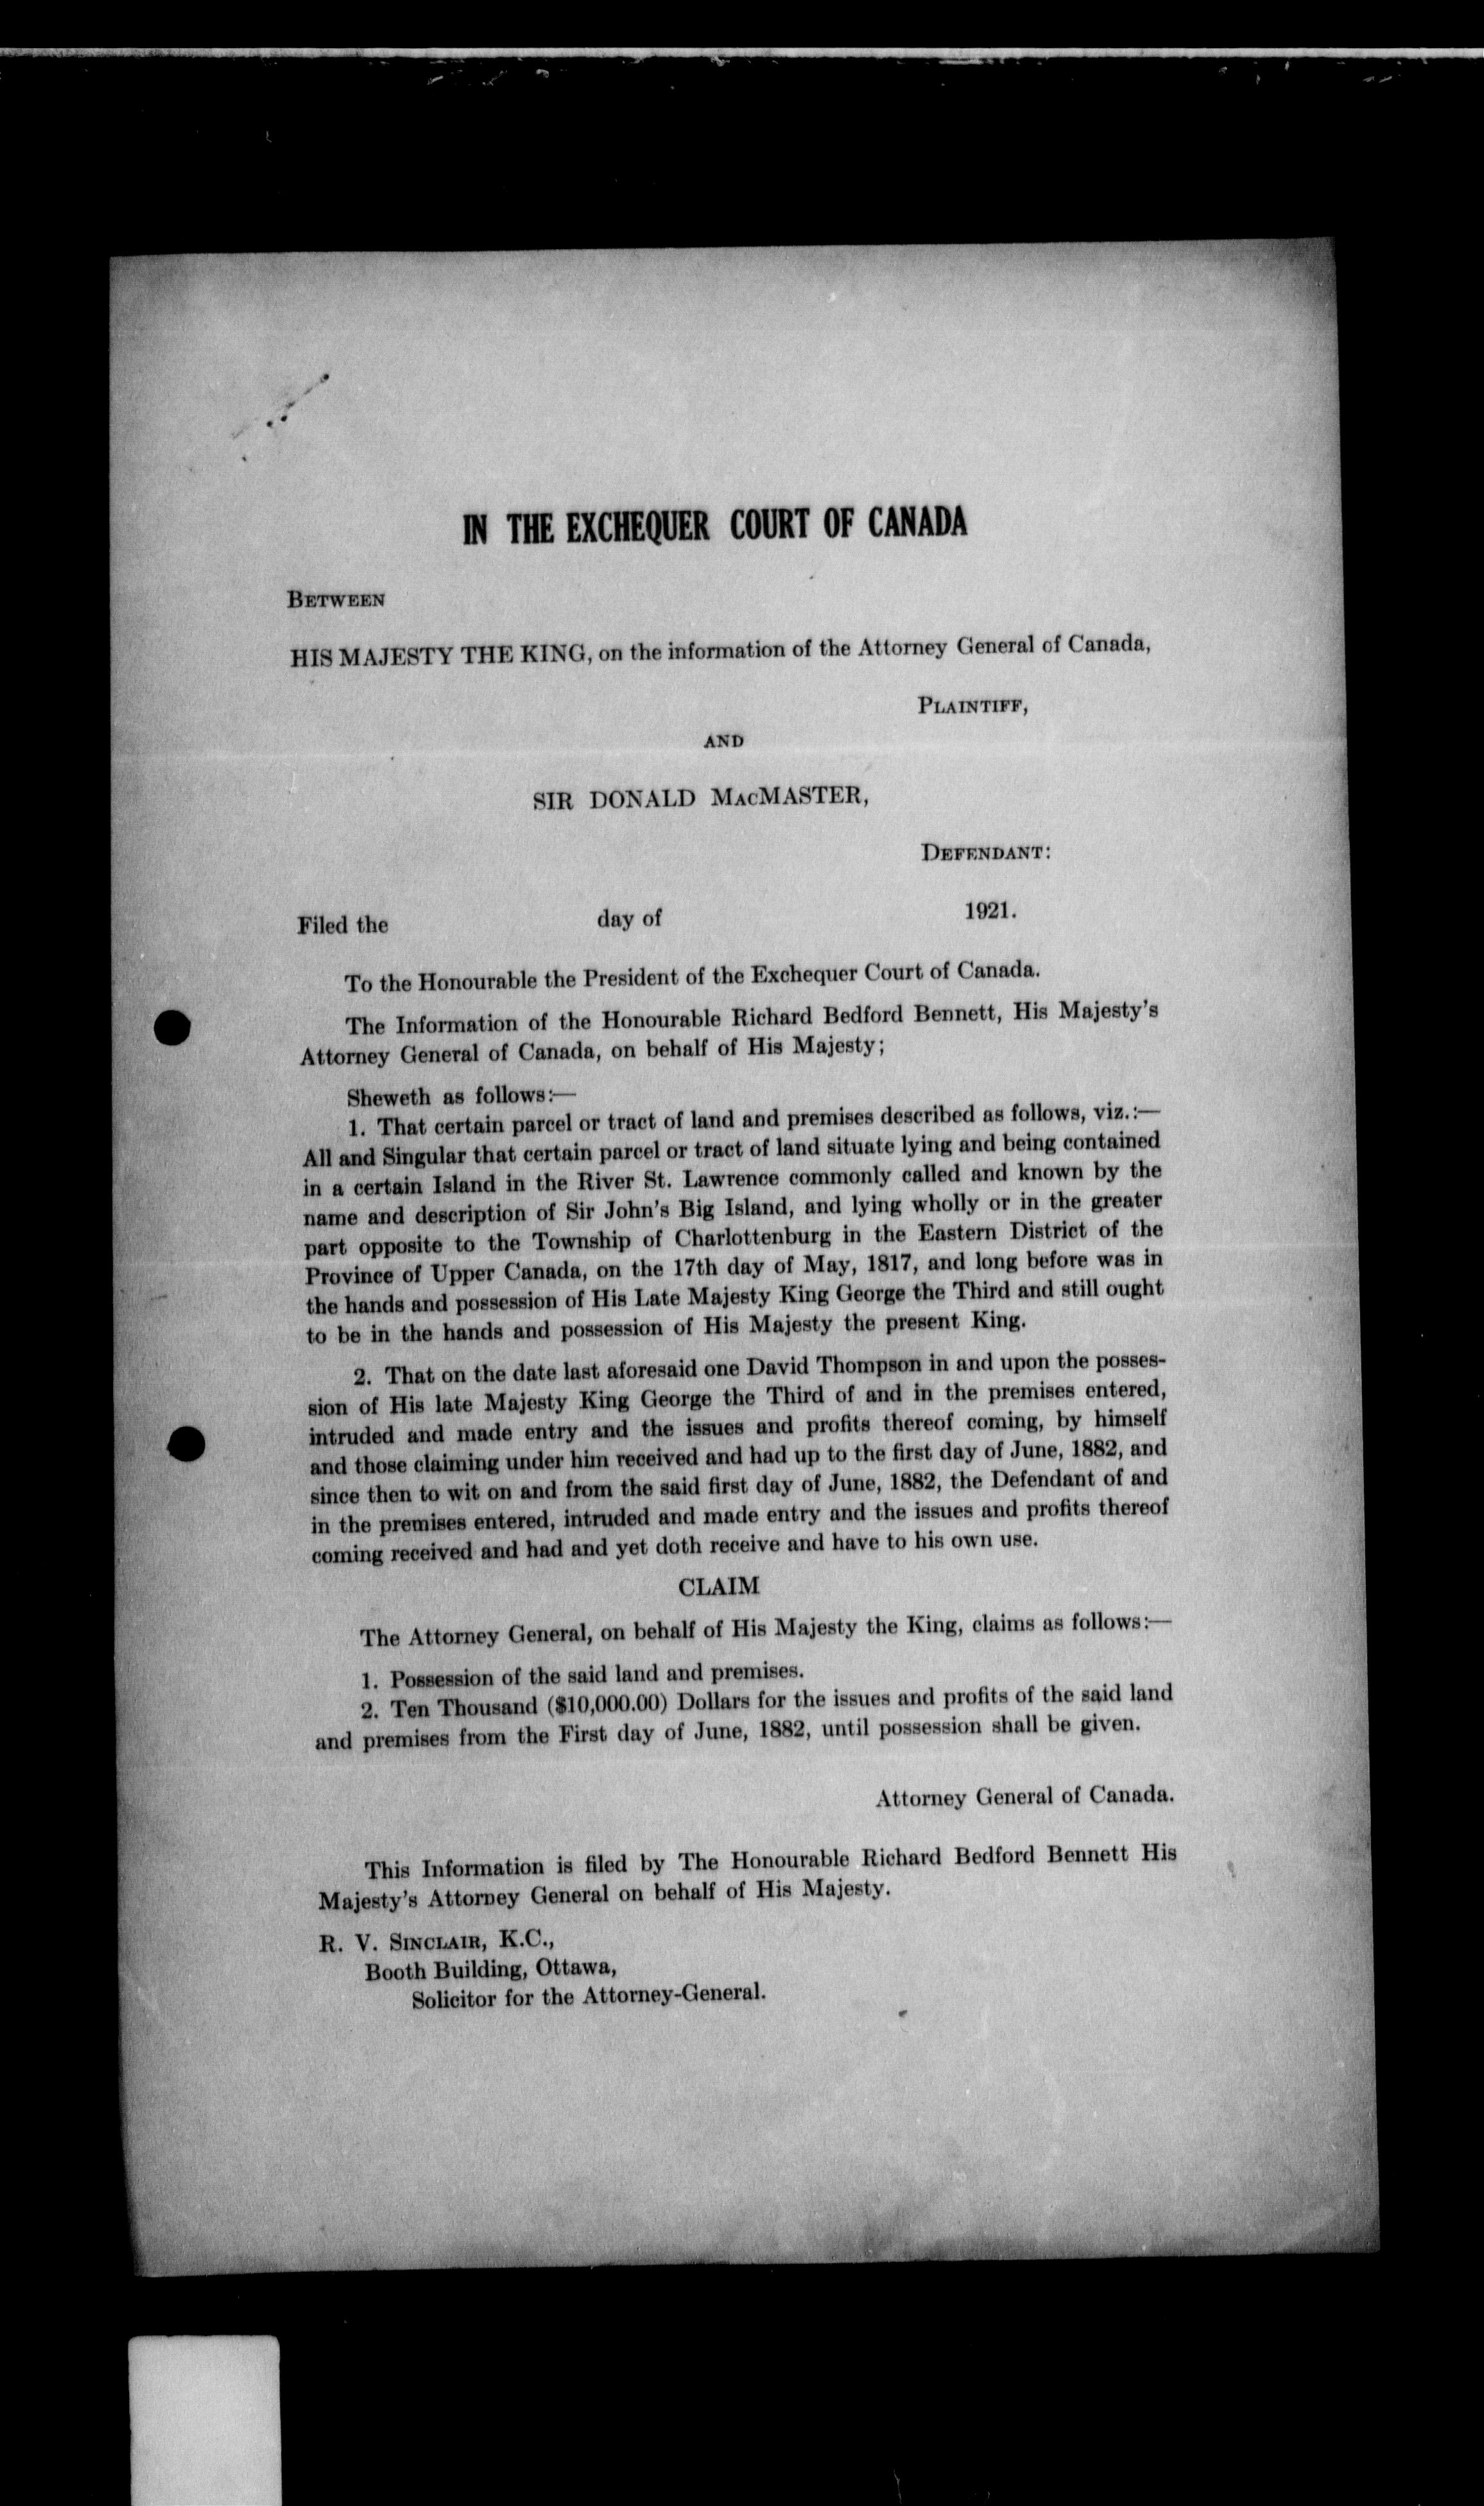 IN THE EXCHEQUER COURT OF CANADA
BETWEEN
HIS MAJESTY THE KING, on the information of the Attorney General of Canada,
PLAINTIFF,
AND
SIR DONALD MACMASTER,
DEFENDANT:
Filed the day of 1921.
To the Honourable the President of the Exchequer Court of Canada.
The Information of the Honourable Richard Bedford Bennett, His Majesty's
Attorney General of Canada, on behalf of His Majesty;
Sheweth as follows:—
1. That certain parcel or tract of land and premises described as follows, viz.:—
All and Singular that certain parcel or tract of land situate lying and being contained
in a certain Island in the River St. Lawrence commonly called and known by the
name and description of Sir John's Big Island, and lying wholly or in the greater
part opposite to the Township of Charlottenburg in the Eastern District of the
Province of Upper Canada, on the 17th day of May, 1817, and long before was in
the hands and possession of His Late Majesty King George the Third and still ought
to be in the hands and possession of His Majesty the present King.
2. That on the date last aforesaid one David Thompson in and upon the posses-
sion of His late Majesty King George the Third of and in the premises entered,
intruded and made entry and the issues and profits thereof coming, by himself
and those claiming under him received and had up to the first day of June, 1882, and
since then to wit on and from the said first day of June, 1882, the Defendant of and
in the premises entered, intruded and made entry and the issues and profits thereof
coming received and had and yet doth receive and have to his own use.
CLAIM
The Attorney General, on behalf of His Majesty the King, claims as follows:—
1. Possession of the said land and premises.
2. Ten Thousand ($10,000.00) Dollars for the issues and profits of the said land
and premises from the First day of June, 1882, until possession shall be given.
Attorney General of Canada.
This Information is filed by The Honourable Richard Bedford Bennett His
Majesty's Attorney General on behalf of His Majesty.
R. V. SINCLAIR, K.C.,
Booth Building, Ottawa,
Solicitor for the Attorney-General.